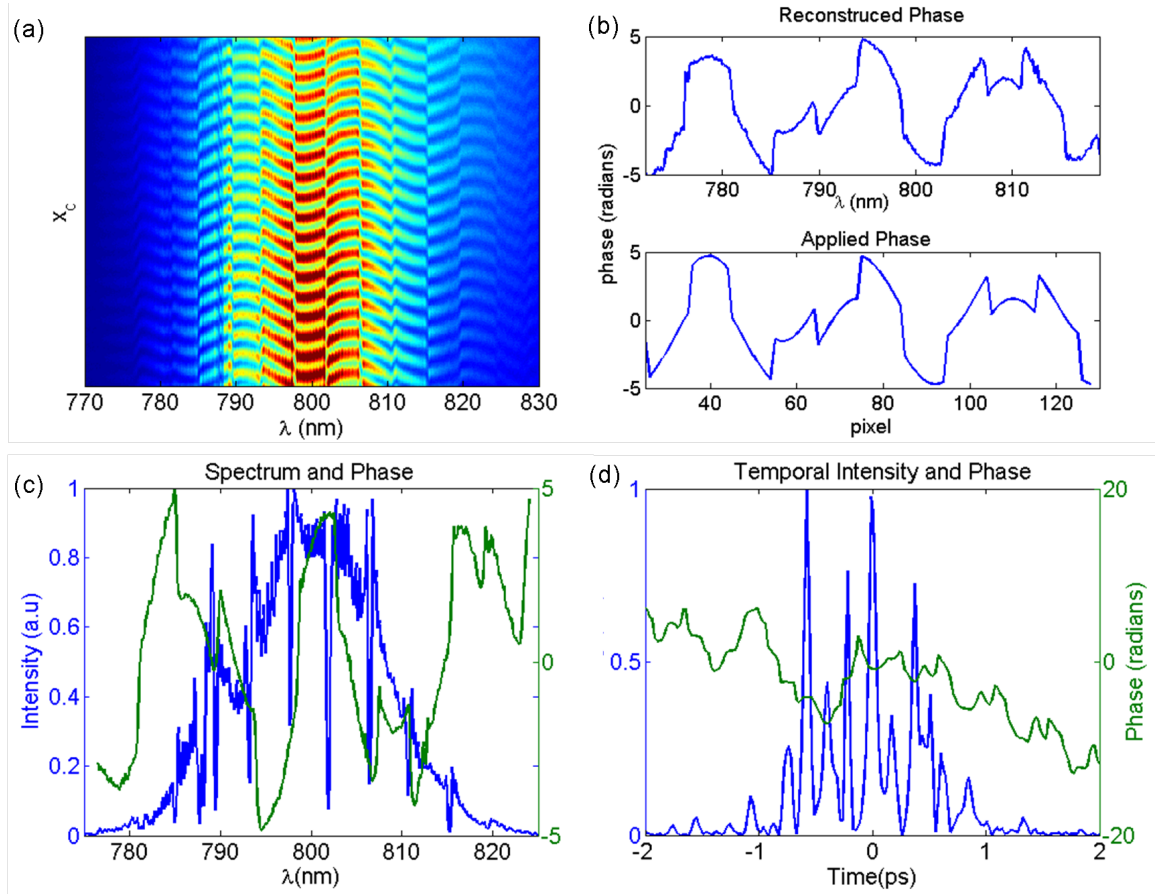 (a)
x_c
770 780 790 800 810 820 830
λ (nm)
(b)
Reconstruced Phase
5
0
-5
780 790 800 810
λ (nm)
phase (radians)
Applied Phase
5
0
-5
40 60 80 100 120
pixel
(c)
Spectrum and Phase
1
0.8
0.6
0.4
0.2
0
Intensity (a.u)
5
0
-5
780 790 800 810 820
λ(nm)
(d)
Temporal Intensity and Phase
1
0.5
0
20
0
-20
Phase (radians)
-2 -1 0 1 2
Time(ps)